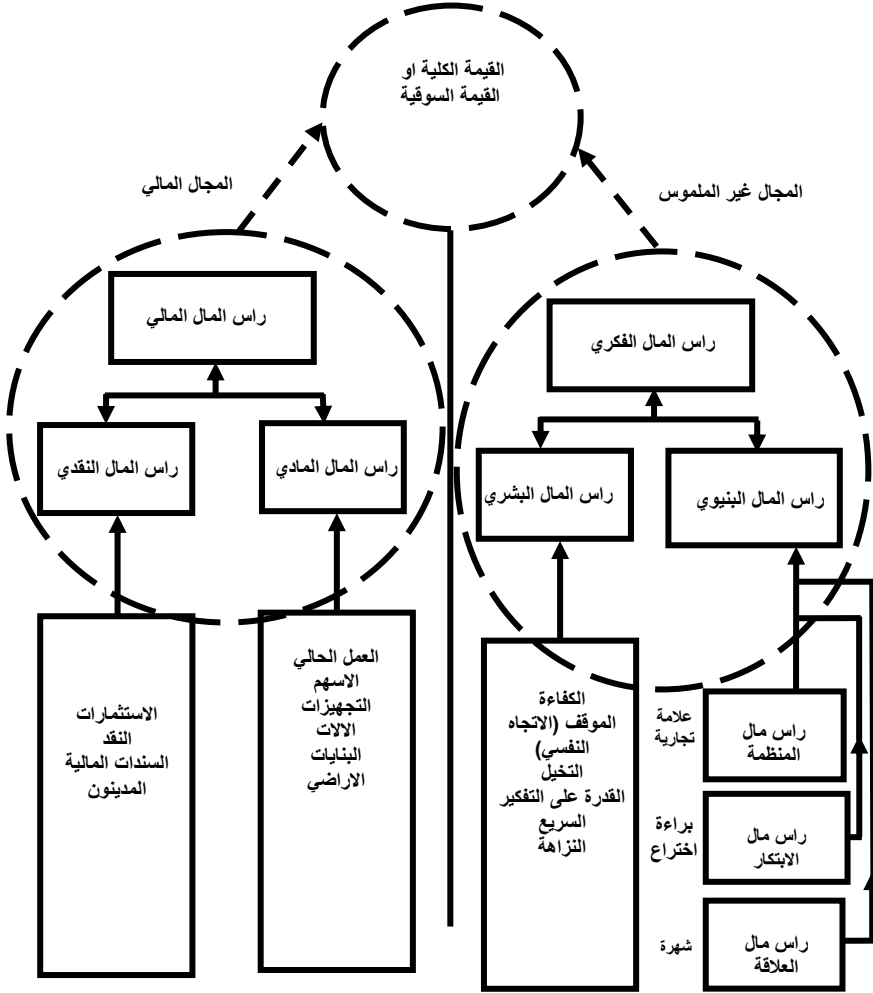 القيمة الكلية او
القيمة السوقية
المجال غير الملموس
المجال المالي
راس المال الفكري
راس المال المالي
راس المال البنيوي
راس المال البشري
راس المال المادي
راس المال النقدي
علامة
تجارية
راس مال
المنظمة
براءة
اختراع
راس مال
الابتكار
شهرة
راس مال
العلاقة
الكفاءة
الموقف (الاتجاه
النفسي)
التخيل
القدرة على التفكير
السريع
النزاهة
العمل الحالي
الاسهم
التجهيزات
الالات
البنايات
الاراضي
الاستثمارات
النقد
السندات المالية
المدينون